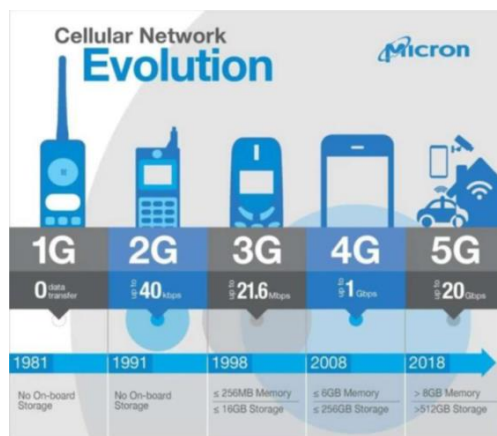 Cellular Network
Evolution
Micron
1G
2G
3G
4G
5G
0 data transfer
up to 40 kbps
up to 21.6 Mbps
up to 1 Gbps
up to 20 Gbps
1981
1991
1998
2008
2018
No On-board
Storage
No On-board
Storage
≤ 256MB Memory
≤ 16GB Storage
≤ 6GB Memory
≤ 256GB Storage
> 8GB Memory
>512GB Storage